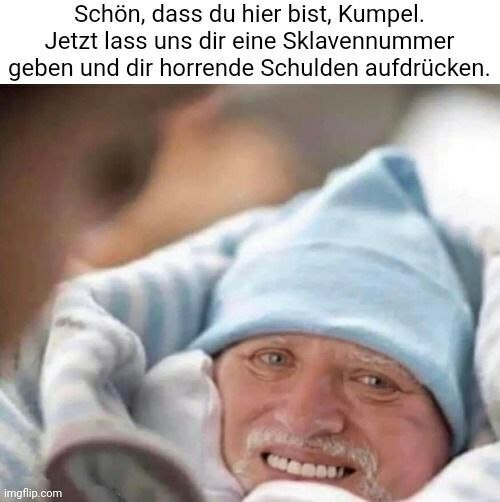 Schön, dass du hier bist, Kumpel.
Jetzt lass uns dir eine Sklavennummer
geben und dir horrende Schulden aufdrücken.
imgflip.com